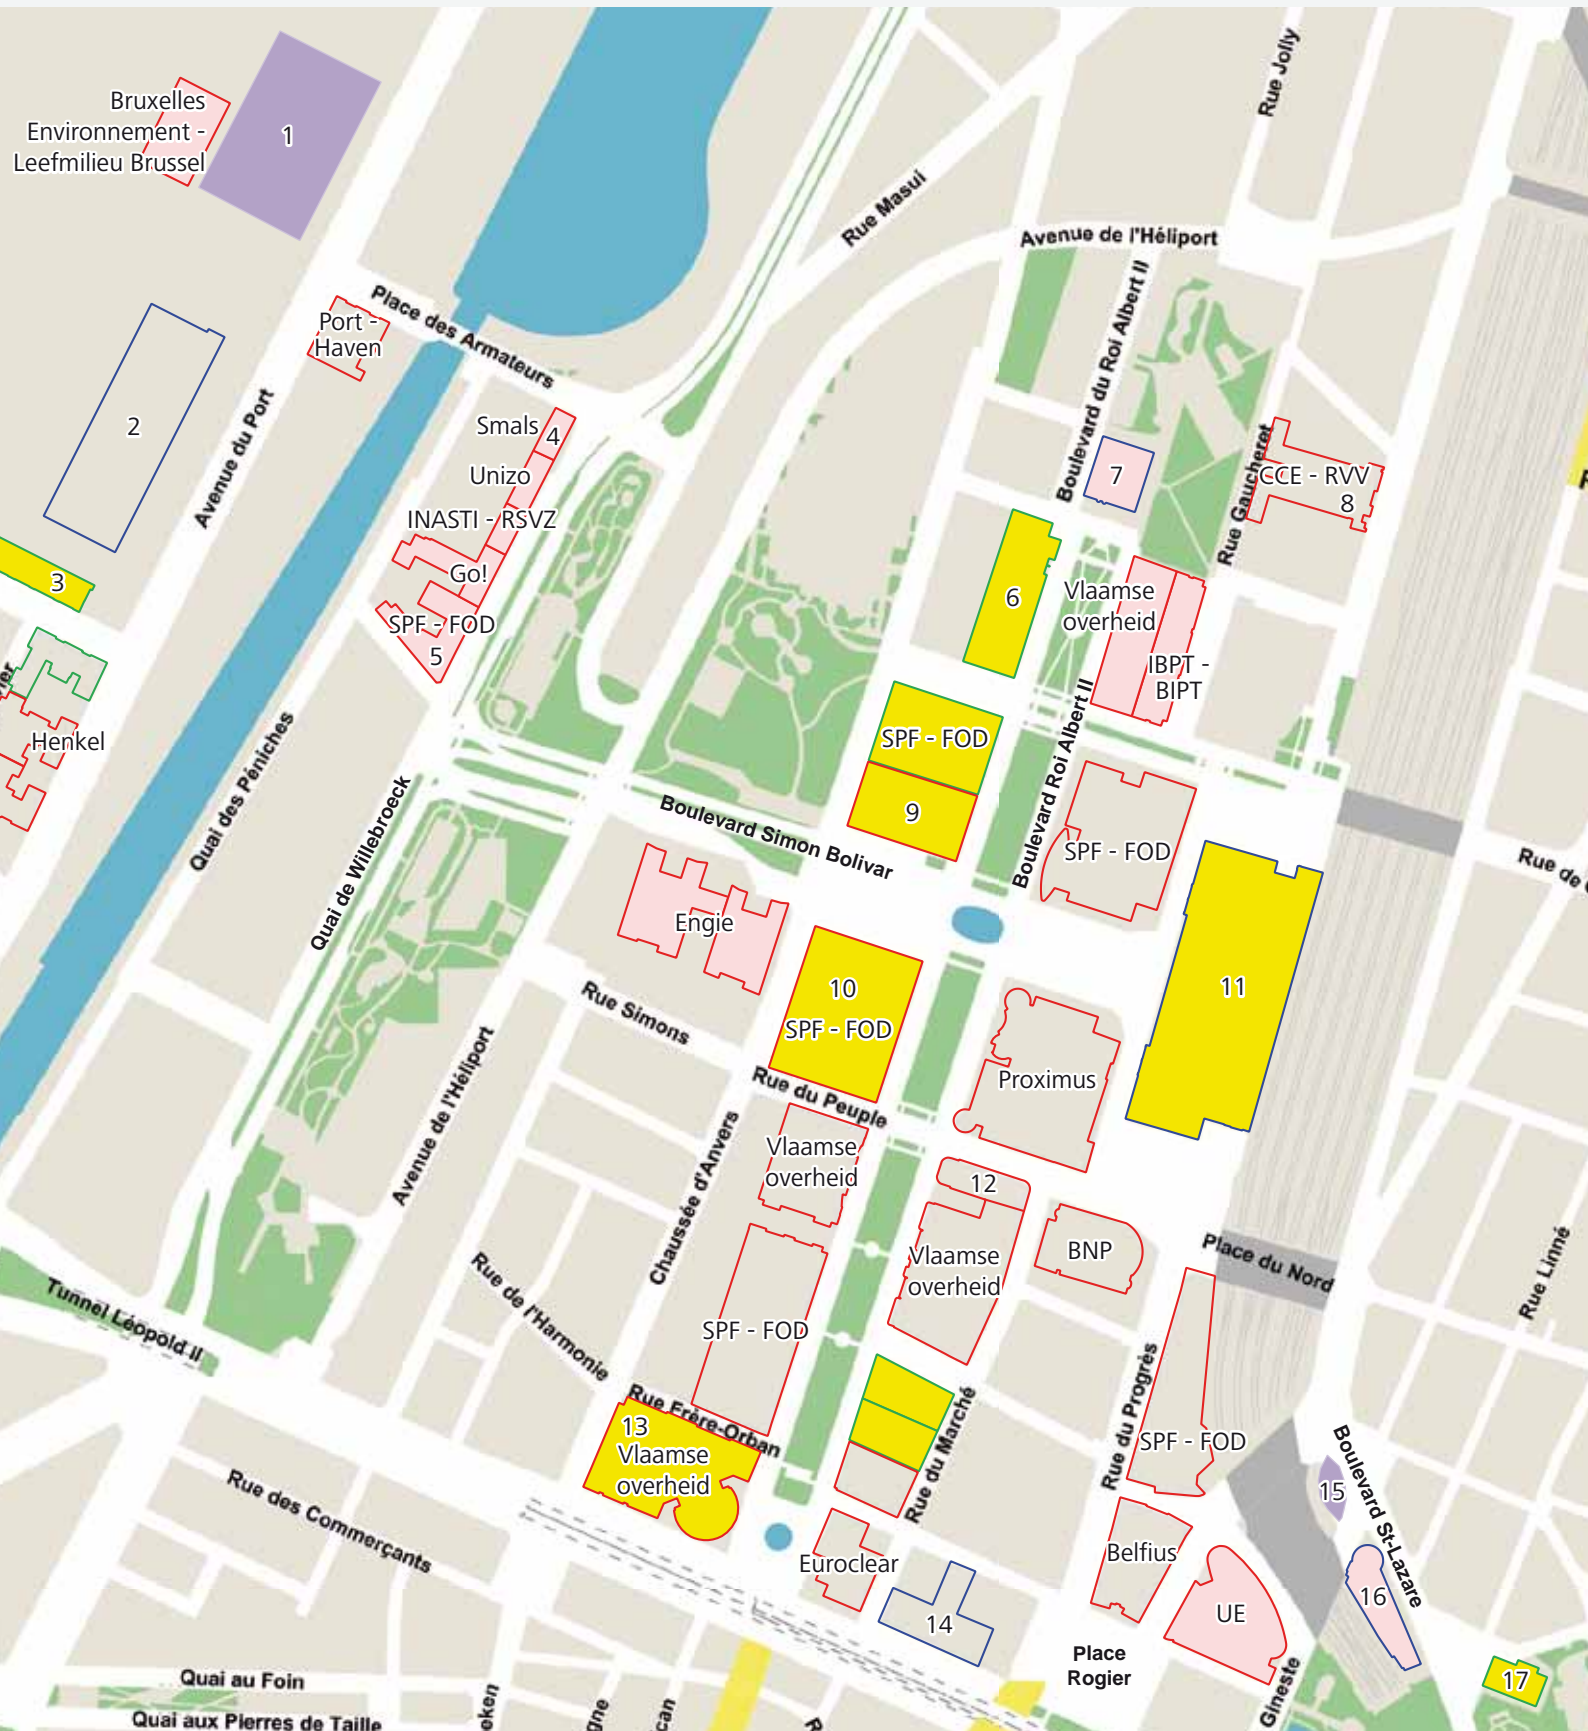 Bruxelles
Environnement -
Leefmilieu Brussel
1
Rue Jolly
Rue Masui
Avenue de l'Héliport
Place des Armateurs
Port -
Haven
2
Avenue du Port
Boulevard du Roi Albert II
Smals
4
Unizo
INASTI - RSVZ
Go!
SPF - FOD
5
7
Rue Gaucheret
CCE - RVV
8
3
6
Vlaamse
overheid
IBPT -
BIPT
Henkel
Quai des Péniches
Quai de Willebroeck
SPF - FOD
9
Boulevard Roi Albert II
Boulevard Simon Bolivar
SPF - FOD
Rue de
Engie
10
SPF - FOD
11
Rue Simons
Rue du Peuple
Proximus
Avenue de l'Héliport
Chaussée d'Anvers
Vlaamse
overheid
12
Vlaamse
overheid
BNP
Place du Nord
Rue Linné
Tunnel Léopold II
Rue de l'Harmonie
SPF - FOD
Rue Frère-Orban
13
Vlaamse
overheid
Rue du Marché
Rue du Progrès
SPF - FOD
Boulevard St-Lazare
15
Rue des Commerçants
Euroclear
14
Belfius
UE
16
Place
Rogier
17
Gineste
Quai au Foin
Quai aux Pierres de Taille
eken
gne
can